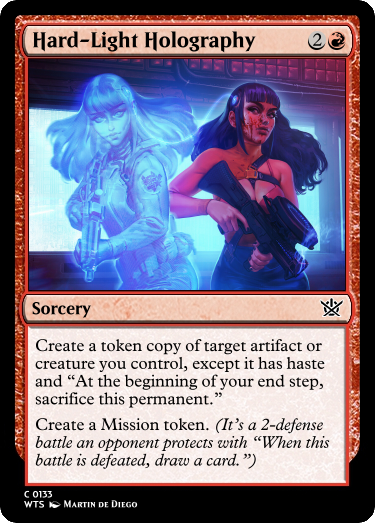 Hard-Light Holography 2
Sorcery
Create a token copy of target artifact or
creature you control, except it has haste
and “At the beginning of your end step,
sacrifice this permanent.”
Create a Mission token. (It’s a 2-defense
battle an opponent protects with “When this
battle is defeated, draw a card.”)
C 0133
WTS Martin de Diego